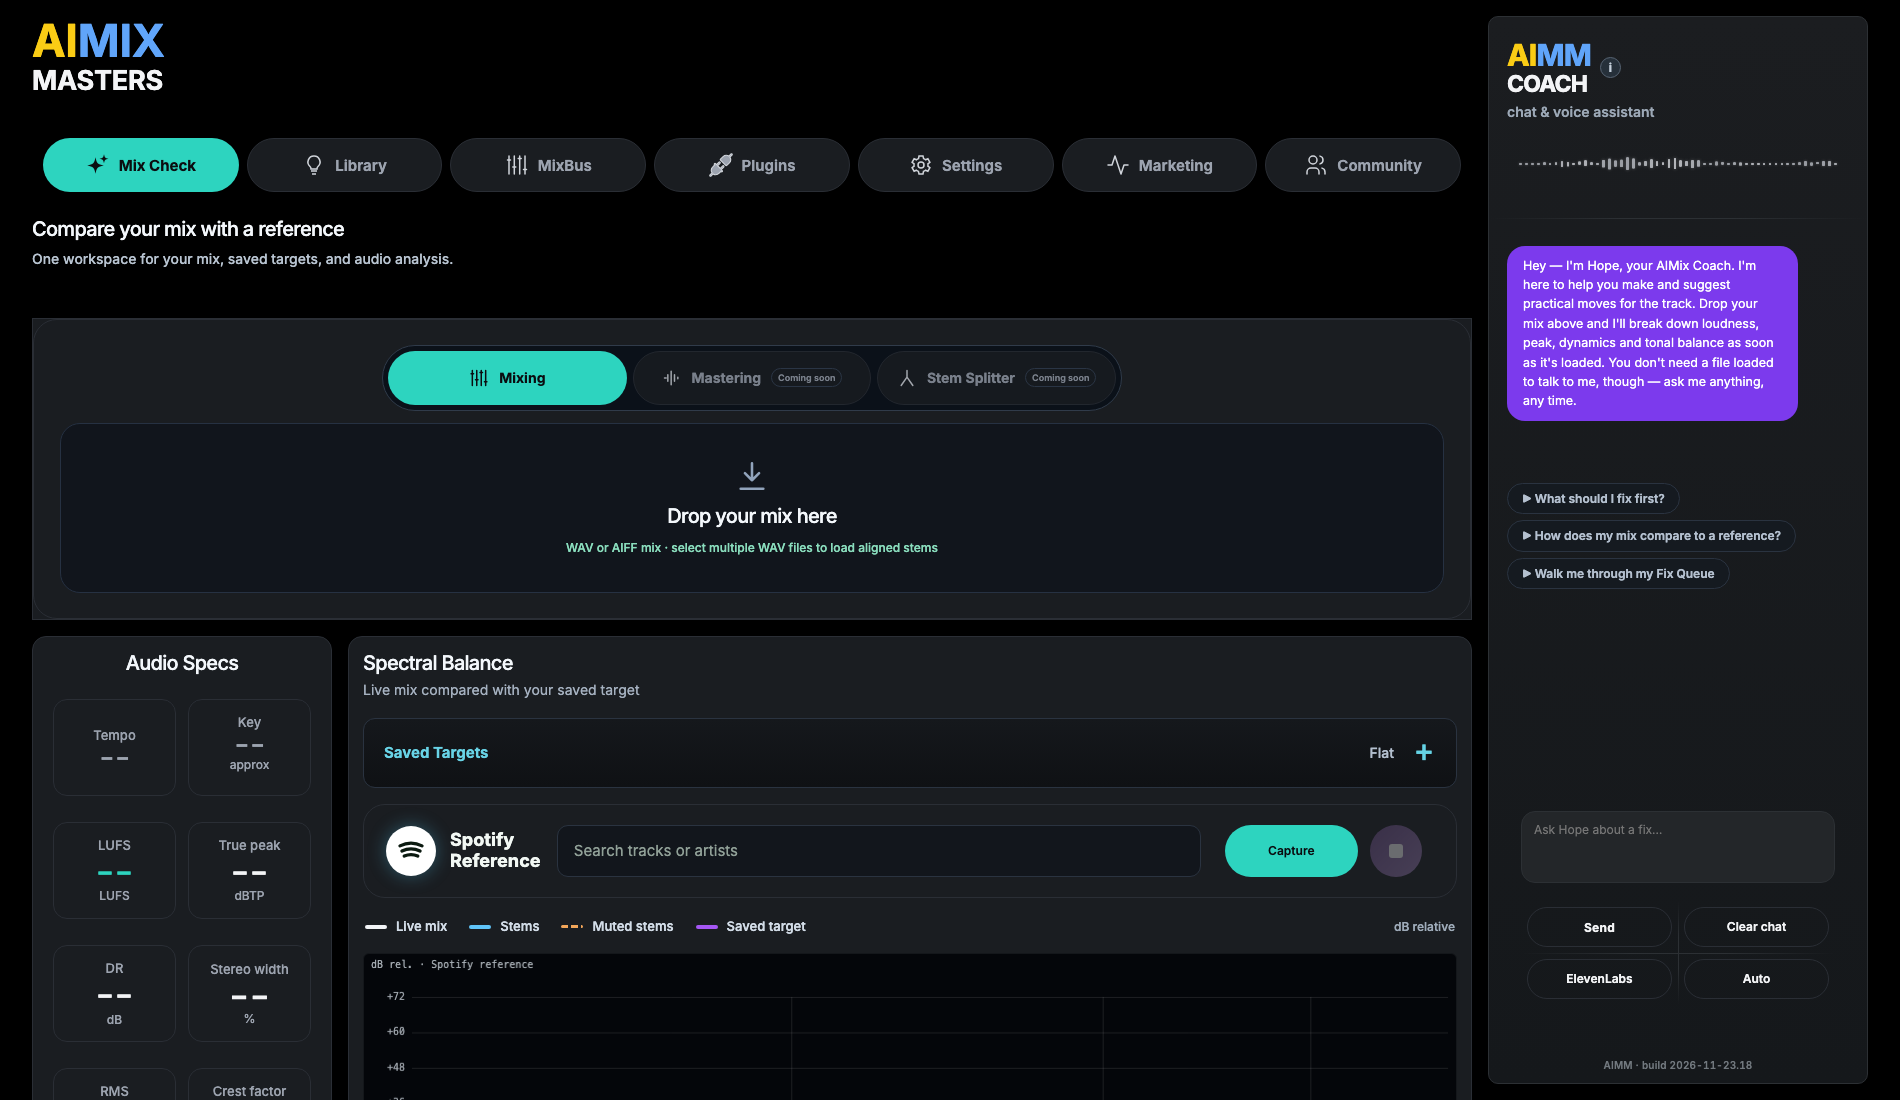 AIMIX
MASTERS
Mix Check
Library
MixBus
Plugins
Settings
Marketing
Community
Compare your mix with a reference
One workspace for your mix, saved targets, and audio analysis.
Mixing
Mastering Coming soon
Stem Splitter Coming soon
Drop your mix here
WAV or AIFF mix · select multiple WAV files to load aligned stems
Audio Specs
Tempo
– –
Key
– –
approx
LUFS
– –
LUFS
True peak
– –
dBTP
DR
– –
dB
Stereo width
– –
%
RMS
Crest factor
Spectral Balance
Live mix compared with your saved target
Saved Targets
Flat +
Spotify
Reference
Search tracks or artists
Capture
Live mix
Stems
Muted stems
Saved target
dB relative
dB rel. · Spotify reference
+72
+60
+48
AIMM
COACH
i
chat & voice assistant
Hey — I'm Hope, your AIMix Coach. I'm
here to help you make and suggest
practical moves for the track. Drop your
mix above and I'll break down loudness,
peak, dynamics and tonal balance as soon
as it's loaded. You don't need a file loaded
to talk to me, though — ask me anything,
any time.
▶ What should I fix first?
▶ How does my mix compare to a reference?
▶ Walk me through my Fix Queue
Ask Hope about a fix...
Send
Clear chat
ElevenLabs
Auto
AIMM · build 2026-11-23.18